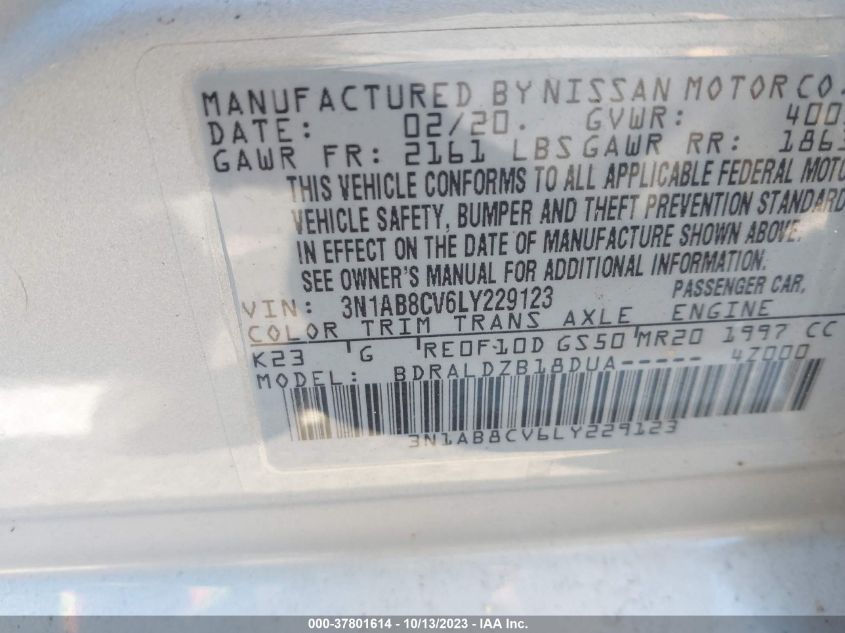 MANUFACTURED BY NISSAN MOTOR CO.
DATE: 02/20. GVWR: 400
GAWR FR: 2161 LBS GAWR RR: 1863
THIS VEHICLE CONFORMS TO ALL APPLICABLE FEDERAL MOTO
VEHICLE SAFETY, BUMPER AND THEFT PREVENTION STANDARD
IN EFFECT ON THE DATE OF MANUFACTURE SHOWN ABOVE.
SEE OWNER'S MANUAL FOR ADDITIONAL INFORMATION.
VIN: 3N1AB8CV6LY229123 PASSENGER CAR,
COLOR TRIM TRANS AXLE ENGINE
K23 G RE0F10D GS50 MR20 1997 CC
MODEL: BDRALDZB18DUA----- 4Z000
3N1AB8CV6LY229123
000-37801614 - 10/13/2023 - IAA Inc.